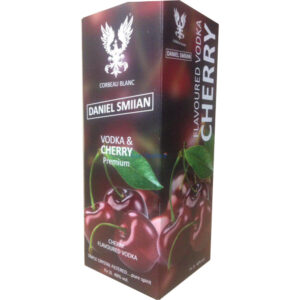 CORBEAU BLANC
DANIEL SMIIAN
VODKA &
CHERRY
Premium
CHERRY
FLAVOURED VODKA
FLAVOURED VODKA
CHERRY